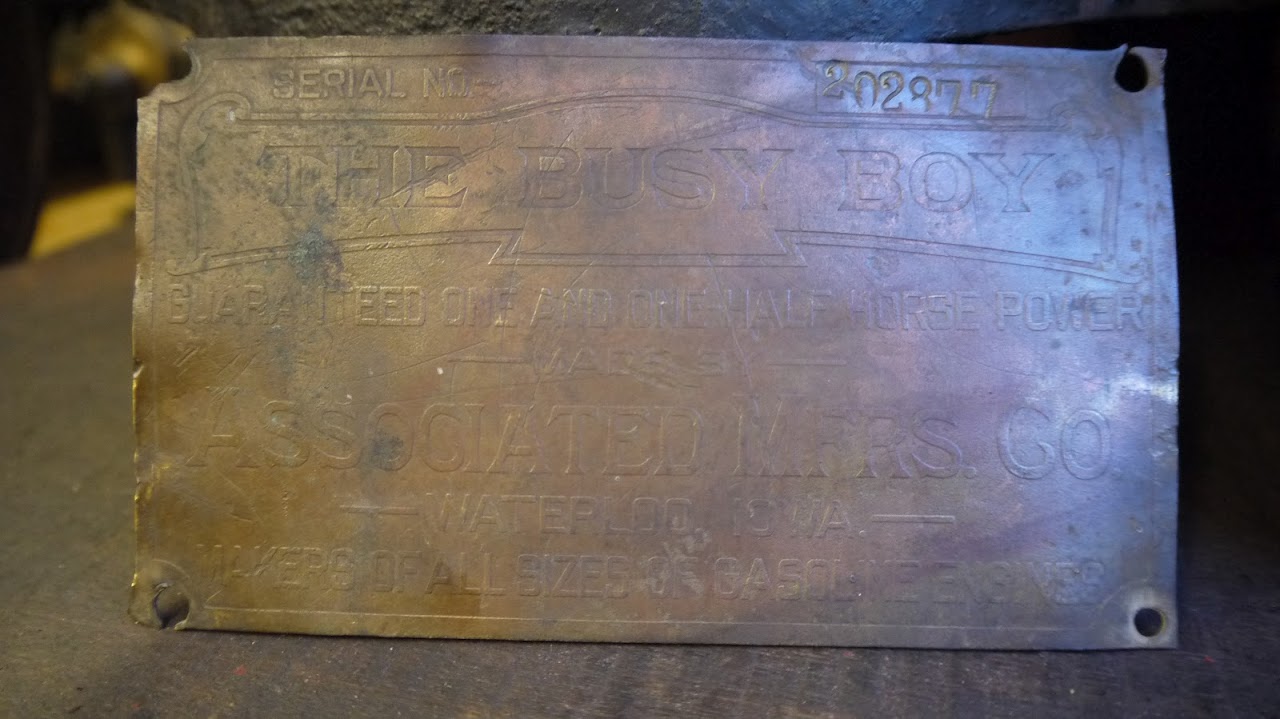 SERIAL NO. 202877
THE BUSY BOY
GUARANTEED ONE AND ONE-HALF HORSE POWER
MADE BY
ASSOCIATED MFRS. CO
WATERLOO, IOWA.
MAKERS OF ALL SIZES OF GASOLINE ENGINES